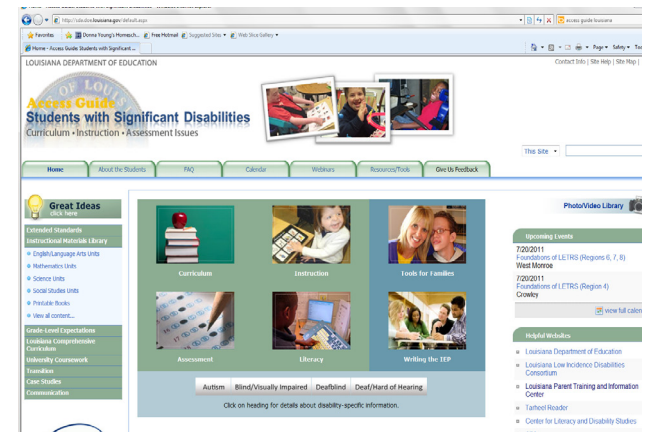 http://sda.doe.louisiana.gov/default.aspx
access guide louisiana
Favorites
Donna Young's Homesch...
Free Hotmail
Suggested Sites
Web Slice Gallery
Home - Access Guide: Students with Significant ...
Page
Safety
LOUISIANA DEPARTMENT OF EDUCATION
Contact Info | Site Help | Site Map |
Access Guide
Students with Significant Disabilities
Curriculum • Instruction • Assessment Issues
This Site
Home
About the Students
FAQ
Calendar
Webinars
Resources/Tools
Give Us Feedback
Great Ideas
click here
Extended Standards
Instructional Materials Library
English/Language Arts Units
Mathematics Units
Science Units
Social Studies Units
Printable Books
View all content...
Grade-Level Expectations
Louisiana Comprehensive
Curriculum
University Coursework
Transition
Case Studies
Communication
Curriculum
Instruction
Tools for Families
Assessment
Literacy
Writing the IEP
Autism
Blind/Visually Impaired
Deafblind
Deaf/Hard of Hearing
Click on heading for details about disability-specific information.
Photo/Video Library
Upcoming Events
7/20/2011
Foundations of LETRS (Regions 6, 7, 8)
West Monroe
7/20/2011
Foundations of LETRS (Region 4)
Crowley
view full calen
Helpful Websites
Louisiana Department of Education
Louisiana Low Incidence Disabilities
Consortium
Louisiana Parent Training and Information
Center
Tarheel Reader
Center for Literacy and Disability Studies